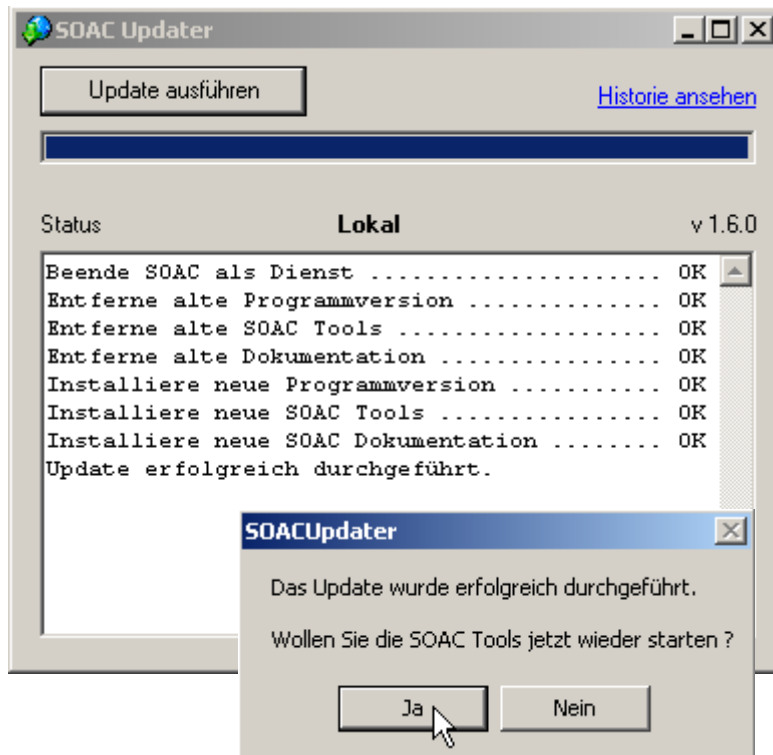 SOAC Updater
Update ausführen
Historie ansehen
Status Lokal v 1.6.0
Beende SOAC als Dienst ..................... OK
Entferne alte Programmversion .............. OK
Entferne alte SOAC Tools ................... OK
Entferne alte Dokumentation ................ OK
Installiere neue Programmversion ........... OK
Installiere neue SOAC Tools ................ OK
Installiere neue SOAC Dokumentation ........ OK
Update erfolgreich durchgeführt.
SOACUpdater
Das Update wurde erfolgreich durchgeführt.
Wollen Sie die SOAC Tools jetzt wieder starten ?
Ja Nein